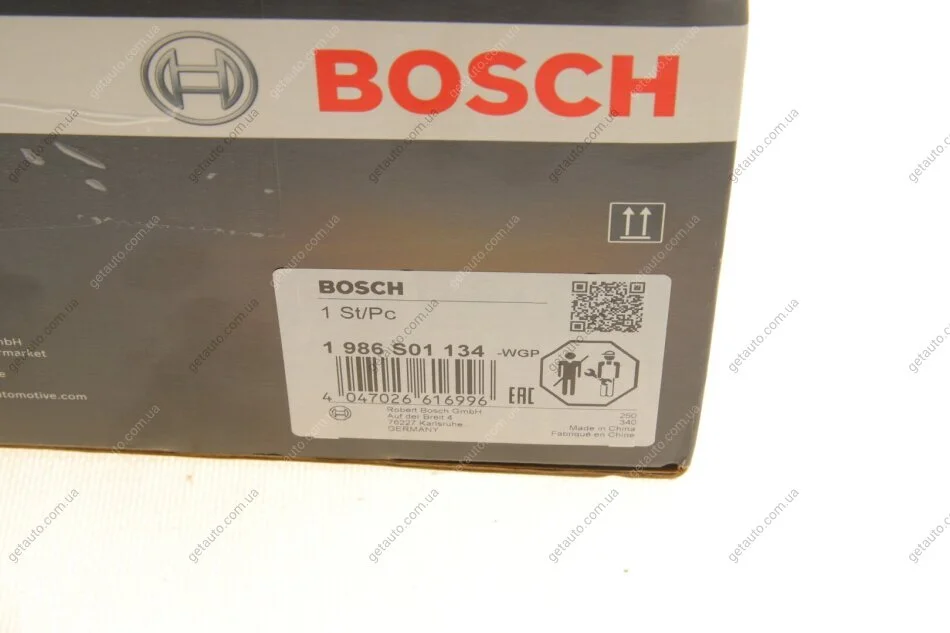 BOSCH
BOSCH
1 St/Pc
1 986 S01 134 -WGP
4 047026 616996
EAC
Robert Bosch GmbH
Auf der Breit 4
76227 Karlsruhe
GERMANY
250
340
Made in China
Fabriqué en Chine
bH
rmarket
e
utomotive.com
getauto.com.ua